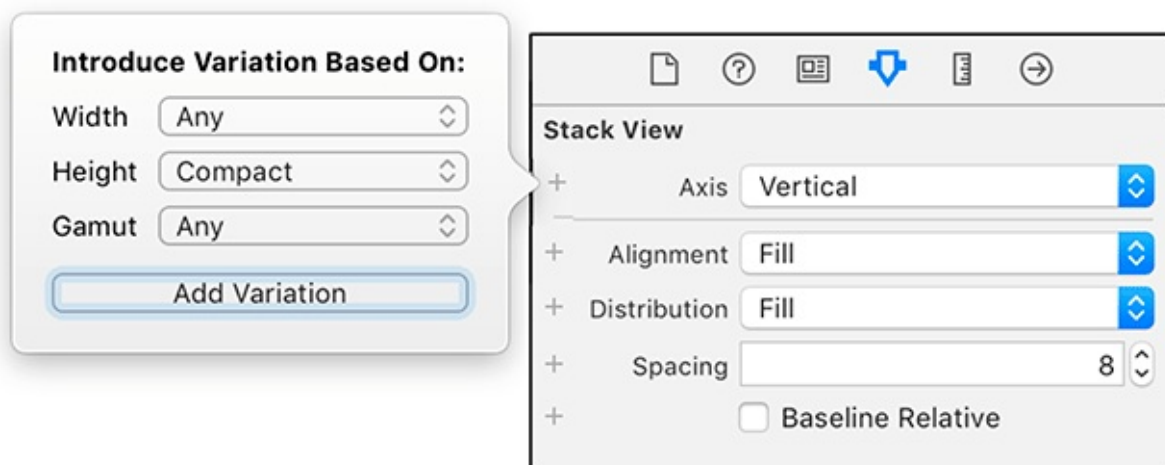 Introduce Variation Based On:
Width Any
Height Compact
Gamut Any
Add Variation
Stack View
+ Axis Vertical
+ Alignment Fill
+ Distribution Fill
+ Spacing 8
+ Baseline Relative